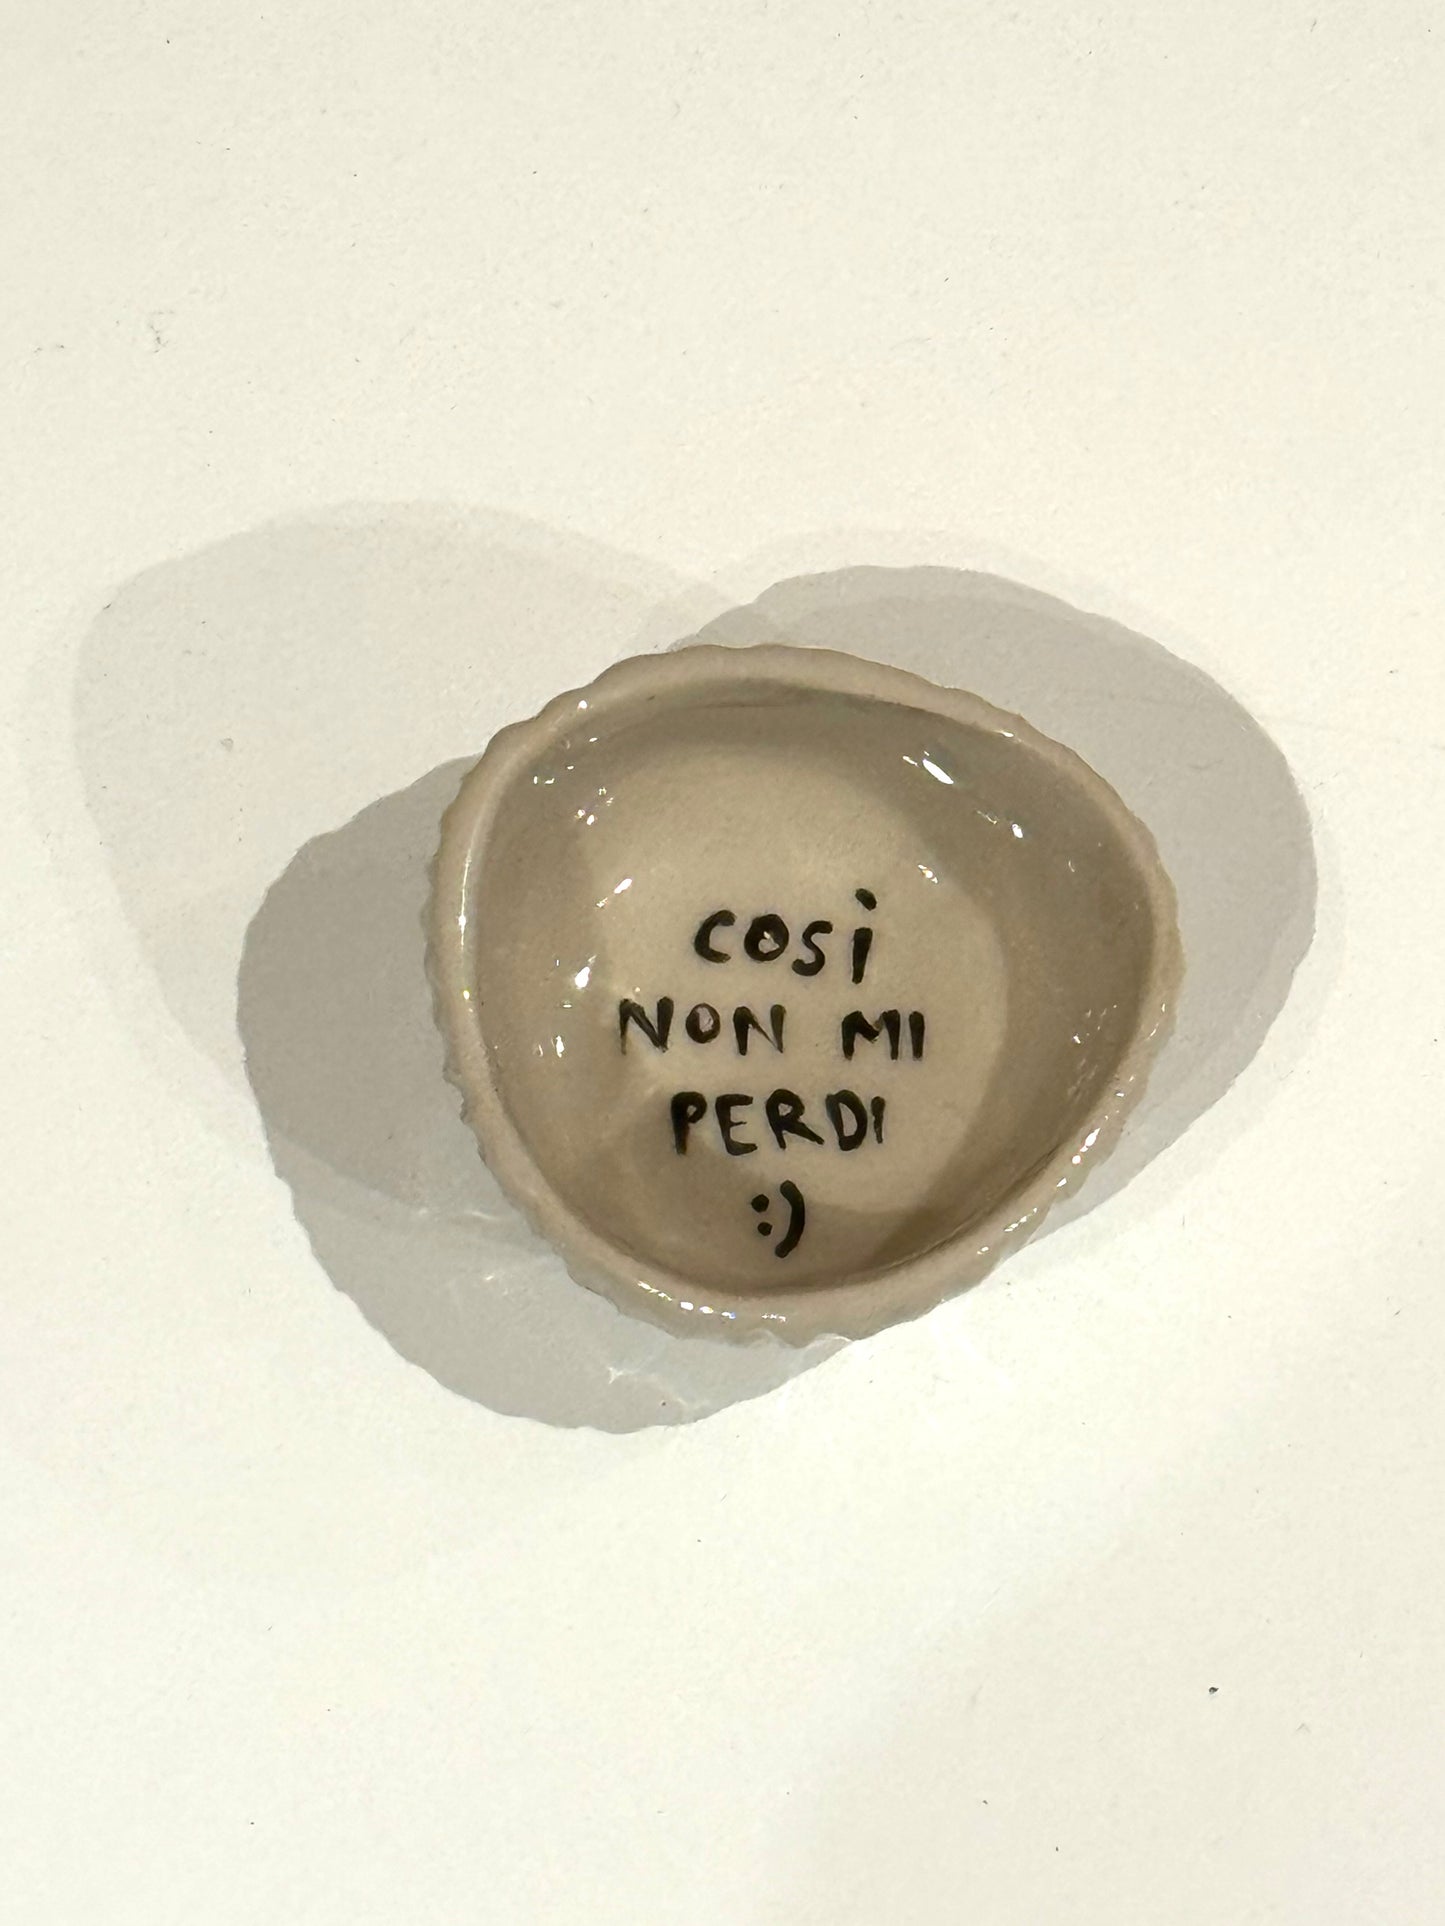 COSÌ
NON MI
PERDI
:)